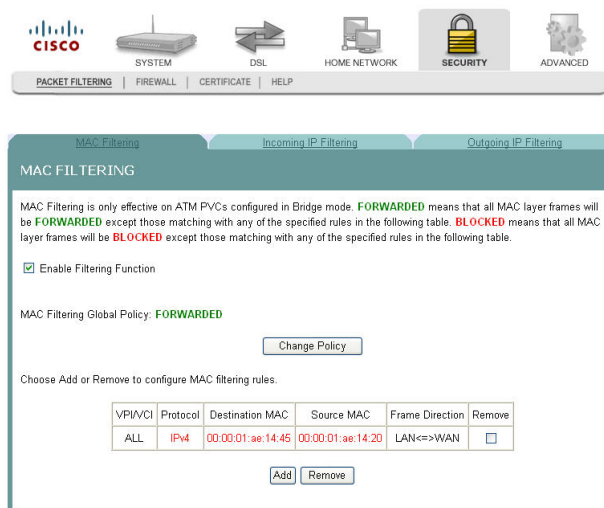 CISCO
SYSTEM
DSL
HOME NETWORK
SECURITY
ADVANCED
PACKET FILTERING | FIREWALL | CERTIFICATE | HELP
MAC Filtering
Incoming IP Filtering
Outgoing IP Filtering
MAC FILTERING
MAC Filtering is only effective on ATM PVCs configured in Bridge mode. FORWARDED means that all MAC layer frames will
be FORWARDED except those matching with any of the specified rules in the following table. BLOCKED means that all MAC
layer frames will be BLOCKED except those matching with any of the specified rules in the following table.
Enable Filtering Function
MAC Filtering Global Policy: FORWARDED
Change Policy
Choose Add or Remove to configure MAC filtering rules.
VPI/VCI Protocol Destination MAC Source MAC Frame Direction Remove
ALL IPv4 00:00:01:ae:14:45 00:00:01:ae:14:20 LAN<=>WAN
Add Remove